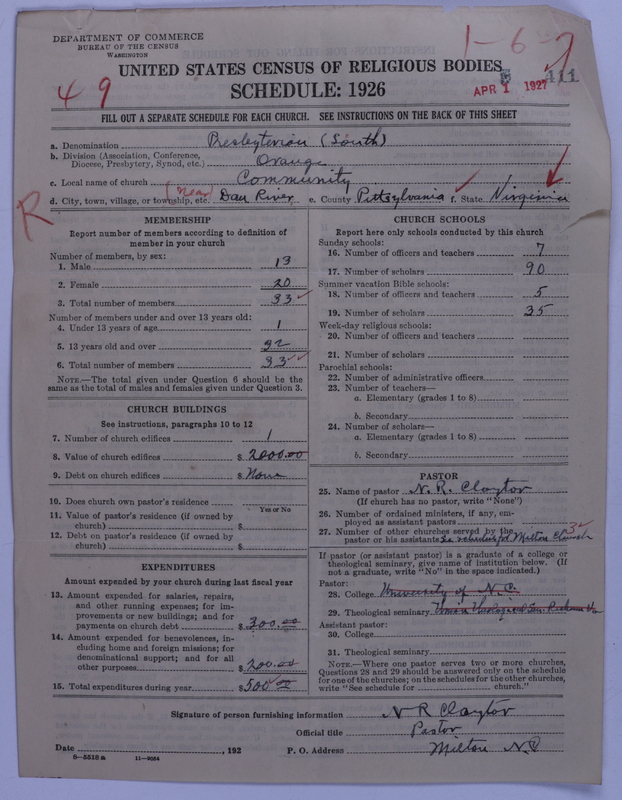 DEPARTMENT OF COMMERCE
BUREAU OF THE CENSUS
WASHINGTON
1-6-7
49
UNITED STATES CENSUS OF RELIGIOUS BODIES
SCHEDULE: 1926
APR 1 1927
411
FILL OUT A SEPARATE SCHEDULE FOR EACH CHURCH. SEE INSTRUCTIONS ON THE BACK OF THIS SHEET
a. Denomination Presbyterian (South)
b. Division (Association, Conference, Diocese, Presbytery, Synod, etc.) Orange
c. Local name of church Community
d. City, town, village, or township, etc. (Near) Dan River e. County Pittsylvania f. State Virginia
R
MEMBERSHIP
Report number of members according to definition of
member in your church
Number of members, by sex:
1. Male 13
2. Female 20
3. Total number of members 33
Number of members under and over 13 years old:
4. Under 13 years of age 1
5. 13 years old and over 32
6. Total number of members 33
NOTE.—The total given under Question 6 should be the
same as the total of males and females given under Question 3.
CHURCH BUILDINGS
See instructions, paragraphs 10 to 12
7. Number of church edifices 1
8. Value of church edifices $ 2000.00
9. Debt on church edifices $ None
10. Does church own pastor's residence
Yes or No
11. Value of pastor's residence (if owned by
church) $
12. Debt on pastor's residence (if owned by
church) $
EXPENDITURES
Amount expended by your church during last fiscal year
13. Amount expended for salaries, repairs,
and other running expenses; for im-
provements or new buildings; and for
payments on church debt $ 300.00
14. Amount expended for benevolences, in-
cluding home and foreign missions; for
denominational support; and for all
other purposes $ 200.00
15. Total expenditures during year $ 500.00
CHURCH SCHOOLS
Report here only schools conducted by this church
Sunday schools:
16. Number of officers and teachers 7
17. Number of scholars 90
Summer vacation Bible schools:
18. Number of officers and teachers 5
19. Number of scholars 35
Week-day religious schools:
20. Number of officers and teachers
21. Number of scholars
Parochial schools:
22. Number of administrative officers
23. Number of teachers—
a. Elementary (grades 1 to 8)
b. Secondary
24. Number of scholars—
a. Elementary (grades 1 to 8)
b. Secondary
PASTOR
25. Name of pastor N. R. Claytor
(If church has no pastor, write "None")
26. Number of ordained ministers, if any, em-
ployed as assistant pastors
27. Number of other churches served by the
pastor or his assistants See schedule for Milton Church
If pastor (or assistant pastor) is a graduate of a college or
theological seminary, give name of institution below. (If
not a graduate, write "No" in the space indicated.)
Pastor:
28. College University of N.C.
29. Theological seminary Union Theological Sem. Richmond Va
Assistant pastor:
30. College
31. Theological seminary
NOTE.—Where one pastor serves two or more churches,
Questions 28 and 29 should be answered only on the schedule
for one of the churches; on the schedules for the other churches,
write "See schedule for church."
Signature of person furnishing information N R Claytor
Official title Pastor
Date , 192 P. O. Address Milton N.C